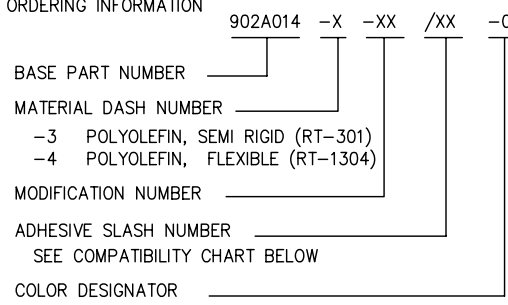 ORDERING INFORMATION
902A014 -X -XX /XX -0
BASE PART NUMBER
MATERIAL DASH NUMBER
-3 POLYOLEFIN, SEMI RIGID (RT-301)
-4 POLYOLEFIN, FLEXIBLE (RT-1304)
MODIFICATION NUMBER
ADHESIVE SLASH NUMBER
SEE COMPATIBILITY CHART BELOW
COLOR DESIGNATOR